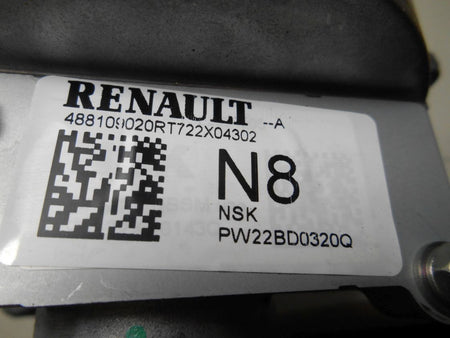 RENAULT --A
488109020RT722X04302
N8
NSK
PW22BD0320Q